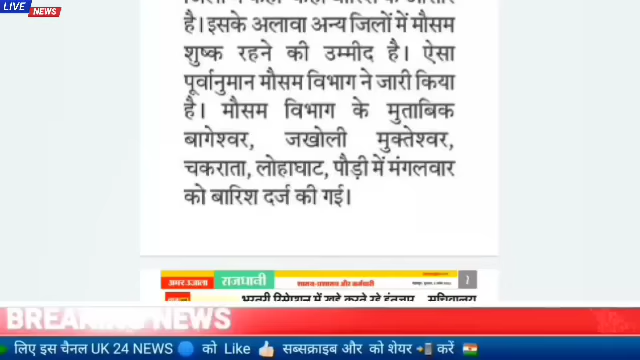 LIVE
NEWS
है। इसके अलावा अन्य जिलों में मौसम
शुष्क रहने की उम्मीद है। ऐसा
पूर्वानुमान मौसम विभाग ने जारी किया
है। मौसम विभाग के मुताबिक
बागेश्वर, जखोली मुक्तेश्वर,
चकराता, लोहाघाट, पौड़ी में मंगलवार
को बारिश दर्ज की गई।
अमर उजाला राजधानी
BREAKING NEWS
लिए इस चैनल UK 24 NEWS 🔵 को Like 👍🏻 सब्सक्राइब और को शेयर 📲 करें 🇮🇳